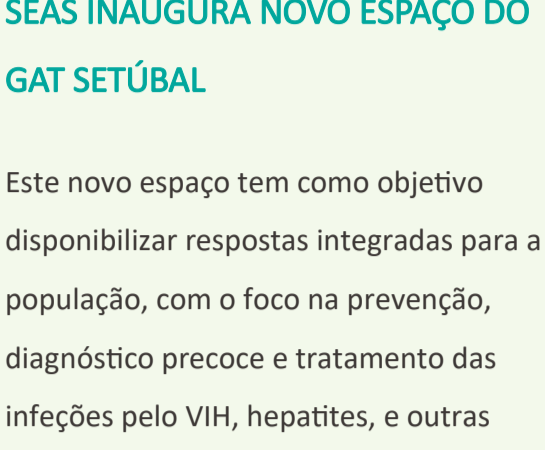 SEAS INAUGURA NOVO ESPAÇO DO
GAT SETÚBAL
Este novo espaço tem como objetivo
disponibilizar respostas integradas para a
população, com o foco na prevenção,
diagnóstico precoce e tratamento das
infeções pelo VIH, hepatites, e outras